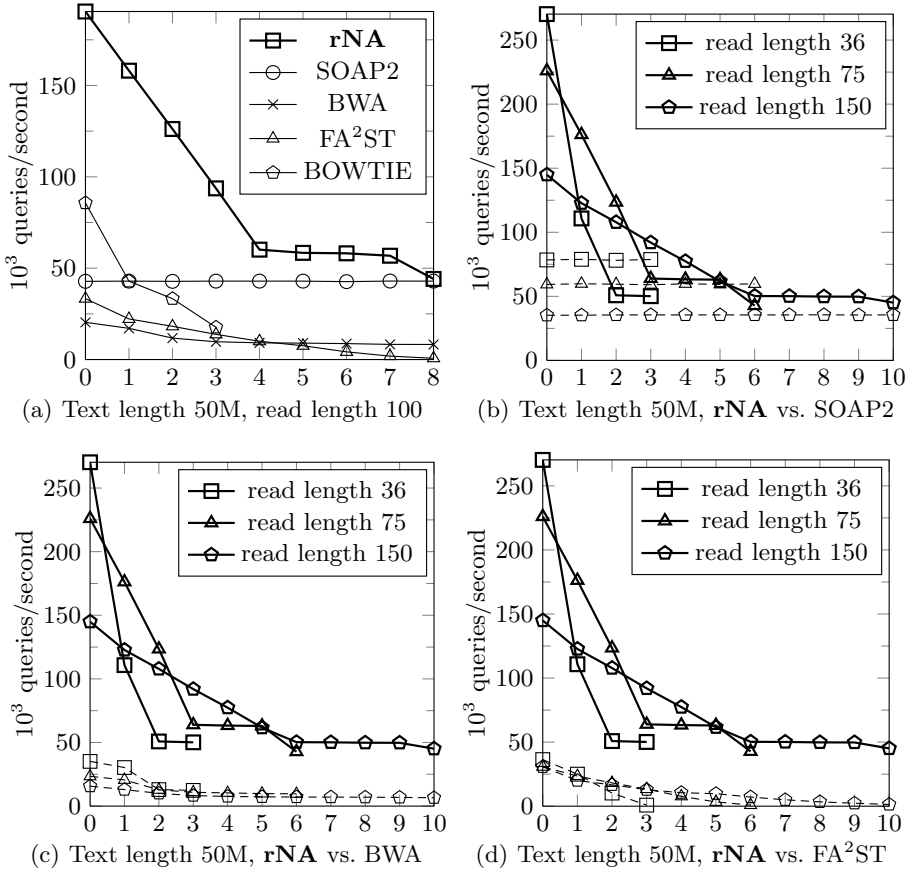 150
100
50
0
10³ queries/second
0 1 2 3 4 5 6 7 8
rNA
SOAP2
BWA
FA²ST
BOWTIE
(a) Text length 50M, read length 100
250
200
150
100
50
0
10³ queries/second
0 1 2 3 4 5 6 7 8 9 10
read length 36
read length 75
read length 150
(b) Text length 50M, rNA vs. SOAP2
250
200
150
100
50
0
10³ queries/second
0 1 2 3 4 5 6 7 8 9 10
read length 36
read length 75
read length 150
(c) Text length 50M, rNA vs. BWA
250
200
150
100
50
0
10³ queries/second
0 1 2 3 4 5 6 7 8 9 10
read length 36
read length 75
read length 150
(d) Text length 50M, rNA vs. FA²ST